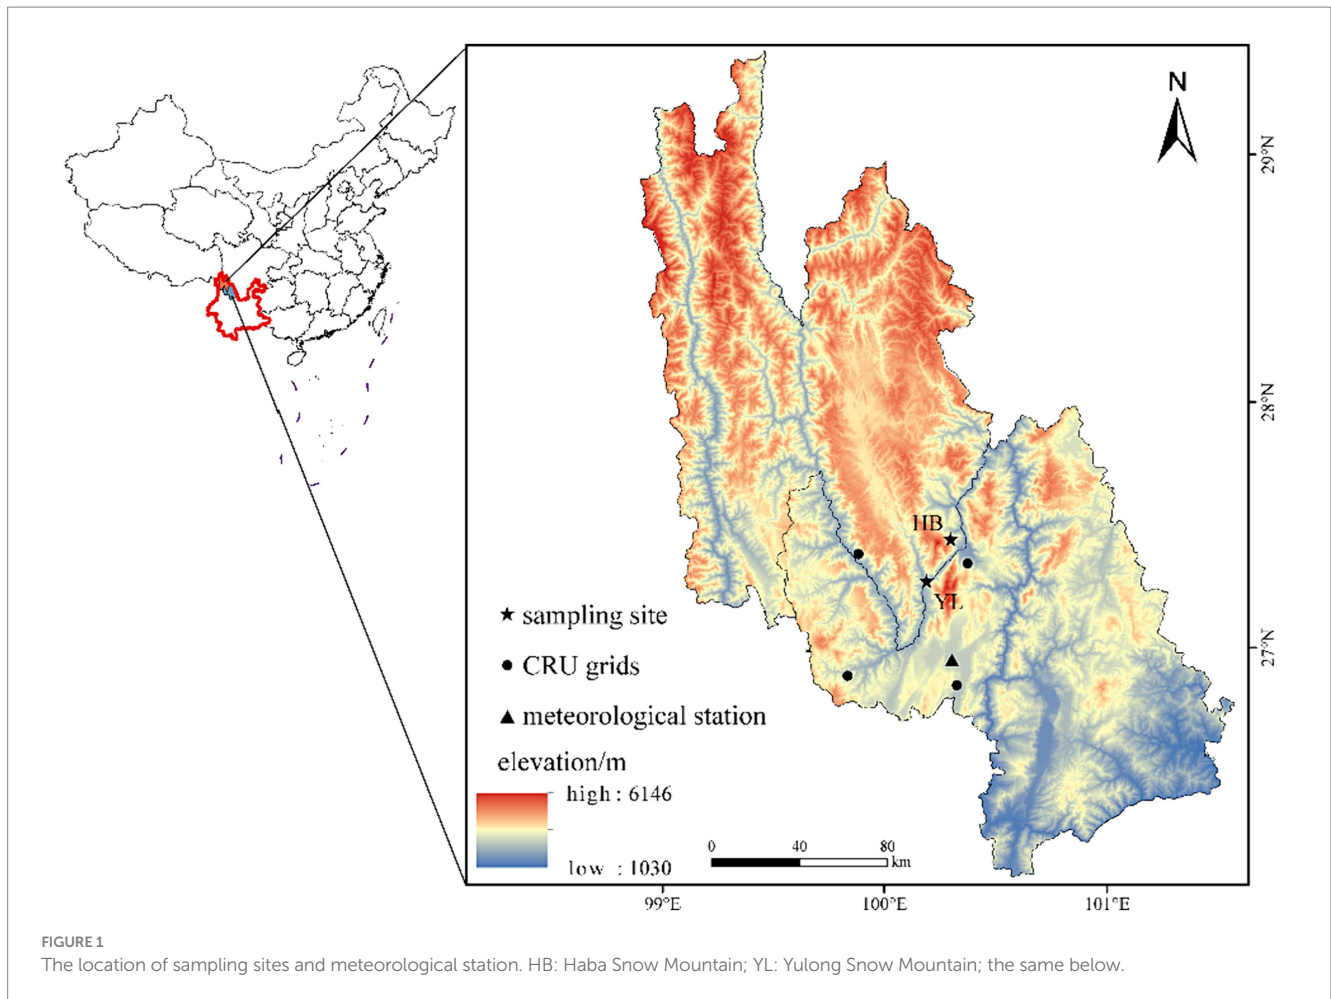 N
29°N
28°N
27°N
HB
YL
sampling site
CRU grids
meteorological station
elevation/m
high : 6146
low : 1030
0 40 80
km
99°E 100°E 101°E
FIGURE 1
The location of sampling sites and meteorological station. HB: Haba Snow Mountain; YL: Yulong Snow Mountain; the same below.